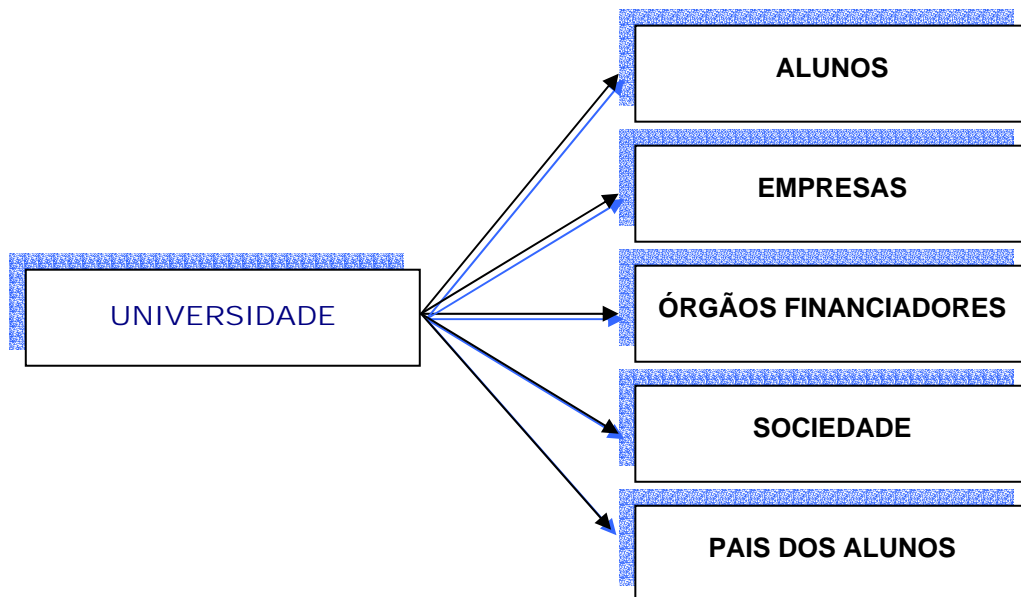 ALUNOS
EMPRESAS
UNIVERSIDADE
ÓRGÃOS FINANCIADORES
SOCIEDADE
PAIS DOS ALUNOS